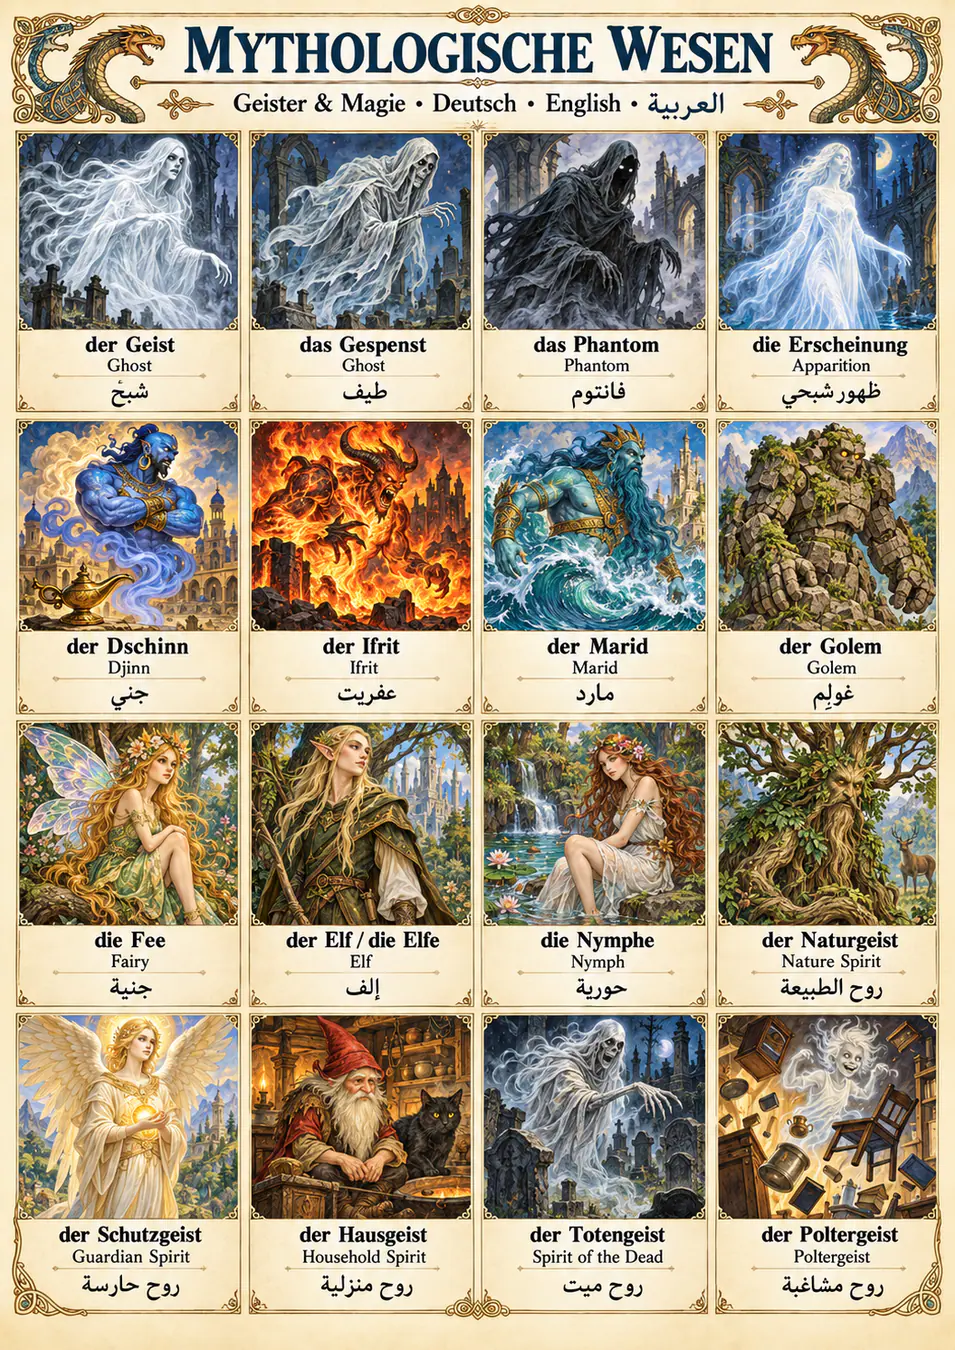 MYTHOLOGISCHE WESEN
Geister & Magie • Deutsch • English • العربية
der Geist
Ghost
شبحٔ
das Gespenst
Ghost
طيف
das Phantom
Phantom
فانتوم
die Erscheinung
Apparition
ظهور شبحي
der Dschinn
Djinn
جني
der Ifrit
Ifrit
عفريت
der Marid
Marid
مارد
der Golem
Golem
غولِم
die Fee
Fairy
جنية
der Elf / die Elfe
Elf
إلف
die Nymphe
Nymph
حورية
der Naturgeist
Nature Spirit
روح الطبيعة
der Schutzgeist
Guardian Spirit
روح حارسة
der Hausgeist
Household Spirit
روح منزلية
der Totengeist
Spirit of the Dead
روح ميت
der Poltergeist
Poltergeist
روح مشاغبة